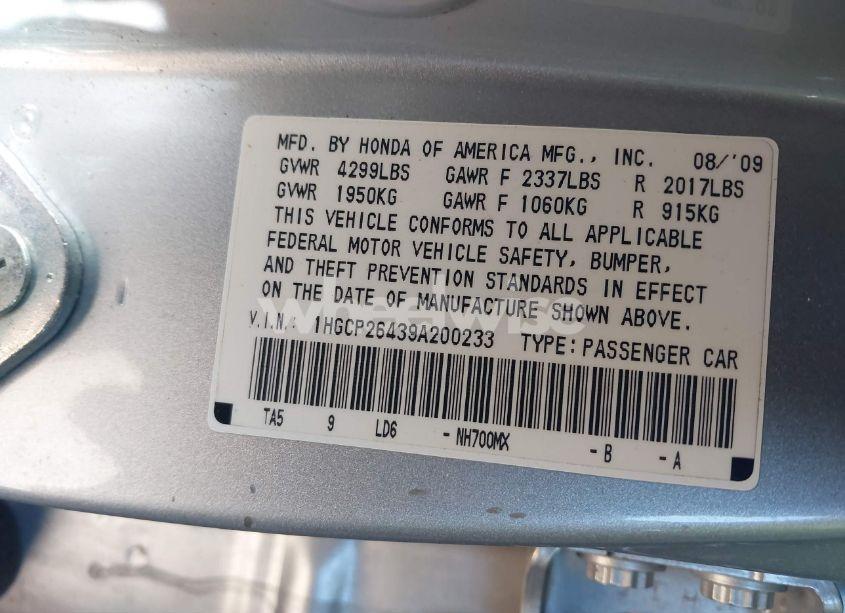 MFD. BY HONDA OF AMERICA MFG., INC. 08/'09
GVWR 4299LBS GAWR F 2337LBS R 2017LBS
GVWR 1950KG GAWR F 1060KG R 915KG
THIS VEHICLE CONFORMS TO ALL APPLICABLE
FEDERAL MOTOR VEHICLE SAFETY, BUMPER,
AND THEFT PREVENTION STANDARDS IN EFFECT
ON THE DATE OF MANUFACTURE SHOWN ABOVE.
wheelwise
V.I.N.: 1HGCP26439A200233 TYPE: PASSENGER CAR
TA5 9 LD6 -NH700MX -B -A